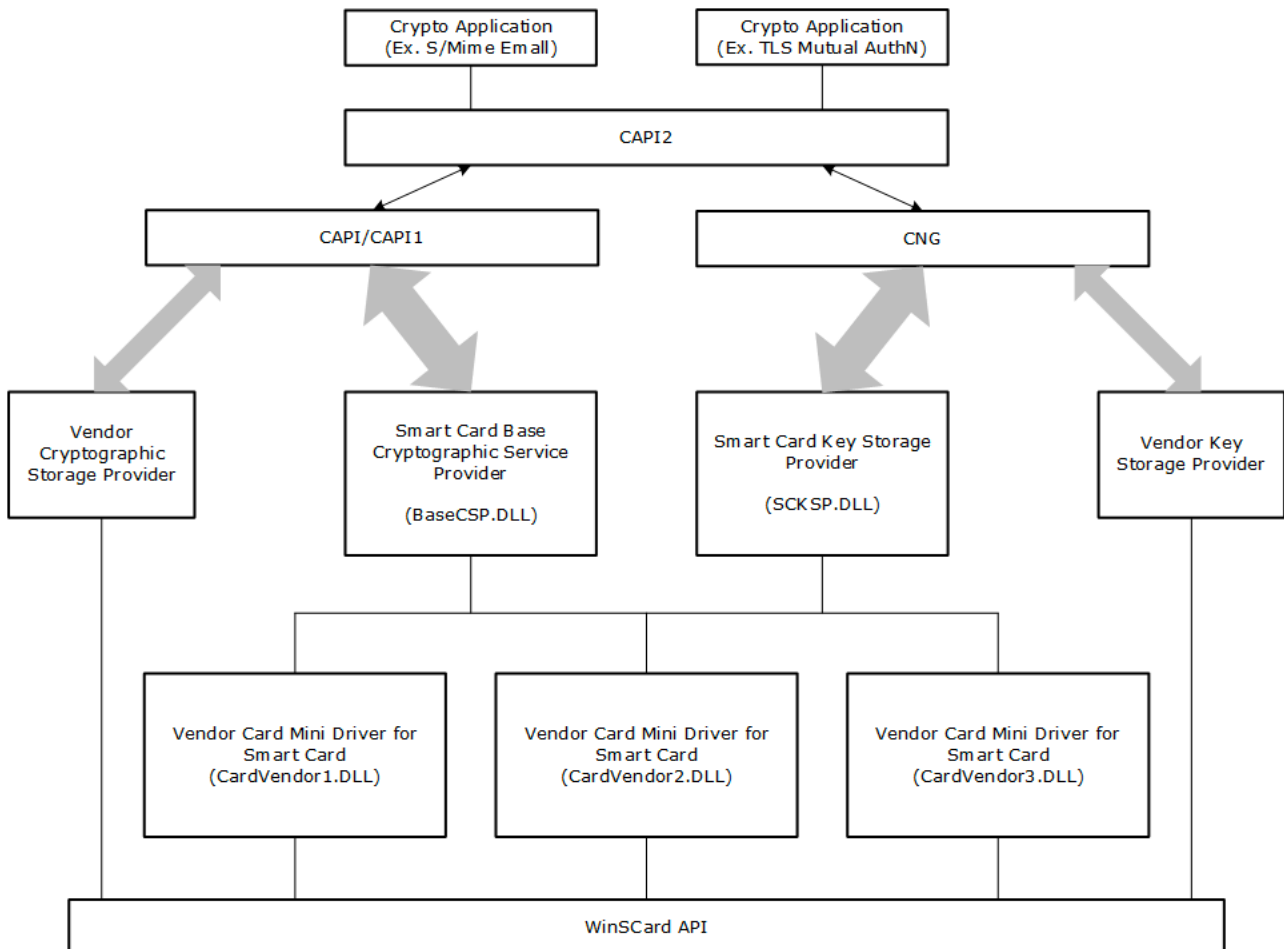 Crypto Application
(Ex. S/Mime Emall)
Crypto Application
(Ex. TLS Mutual AuthN)
CAPI2
CAPI/CAPI1
CNG
Vendor
Cryptographic
Storage Provider
Smart Card Base
Cryptographic Service
Provider
(BaseCSP.DLL)
Smart Card Key Storage
Provider
(SCKSP.DLL)
Vendor Key
Storage Provider
Vendor Card Mini Driver for
Smart Card
(CardVendor1.DLL)
Vendor Card Mini Driver for
Smart Card
(CardVendor2.DLL)
Vendor Card Mini Driver for
Smart Card
(CardVendor3.DLL)
WinSCard API